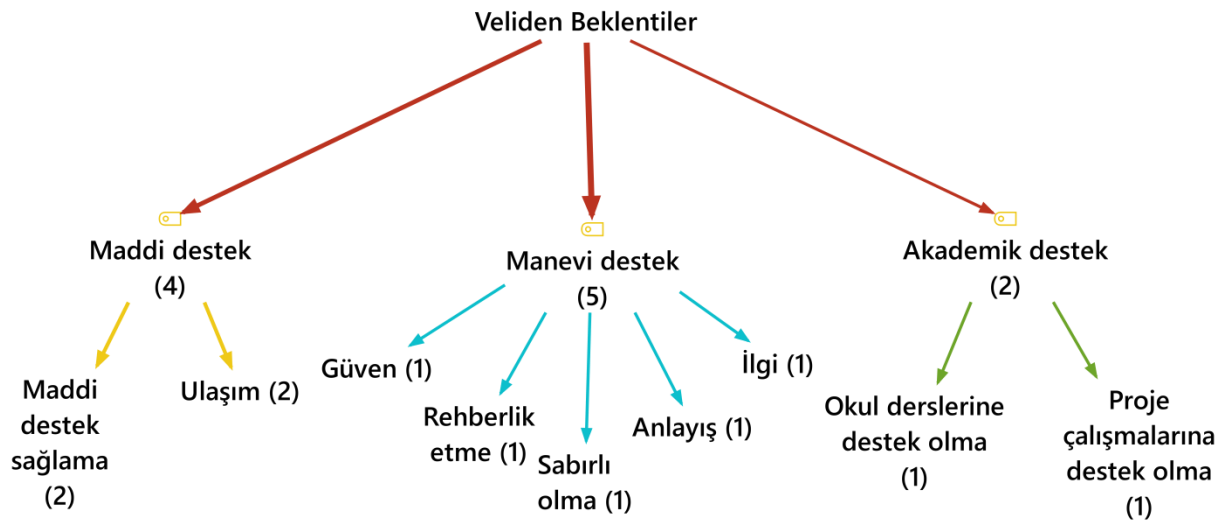 Veliden Beklentiler
Maddi destek
(4)
Manevi destek
(5)
Akademik destek
(2)
Maddi
destek
sağlama
(2)
Ulaşım (2)
Güven (1)
Rehberlik
etme (1)
Sabırlı
olma (1)
Anlayış (1)
İlgi (1)
Okul derslerine
destek olma
(1)
Proje
çalışmalarına
destek olma
(1)